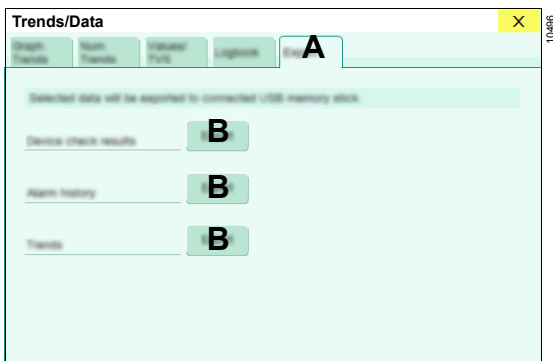 Trends/Data X
10496
Graph. Num. Values/ Logbook A
Trends Trends TVS
Selected data will be exported to connected USB memory stick.
Device check results B
Alarm history B
Trends B